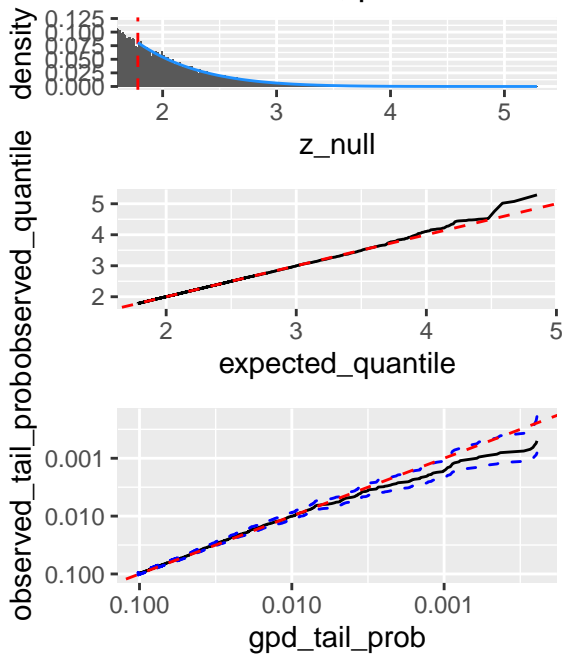 0.125
0.100
0.075
0.050
0.025
0.000
density
2 3 4 5
z_null
5
4
3
2
observed_quantile
2 3 4 5
expected_quantile
0.001
0.010
0.100
observed_tail_prob
0.100 0.010 0.001
gpd_tail_prob